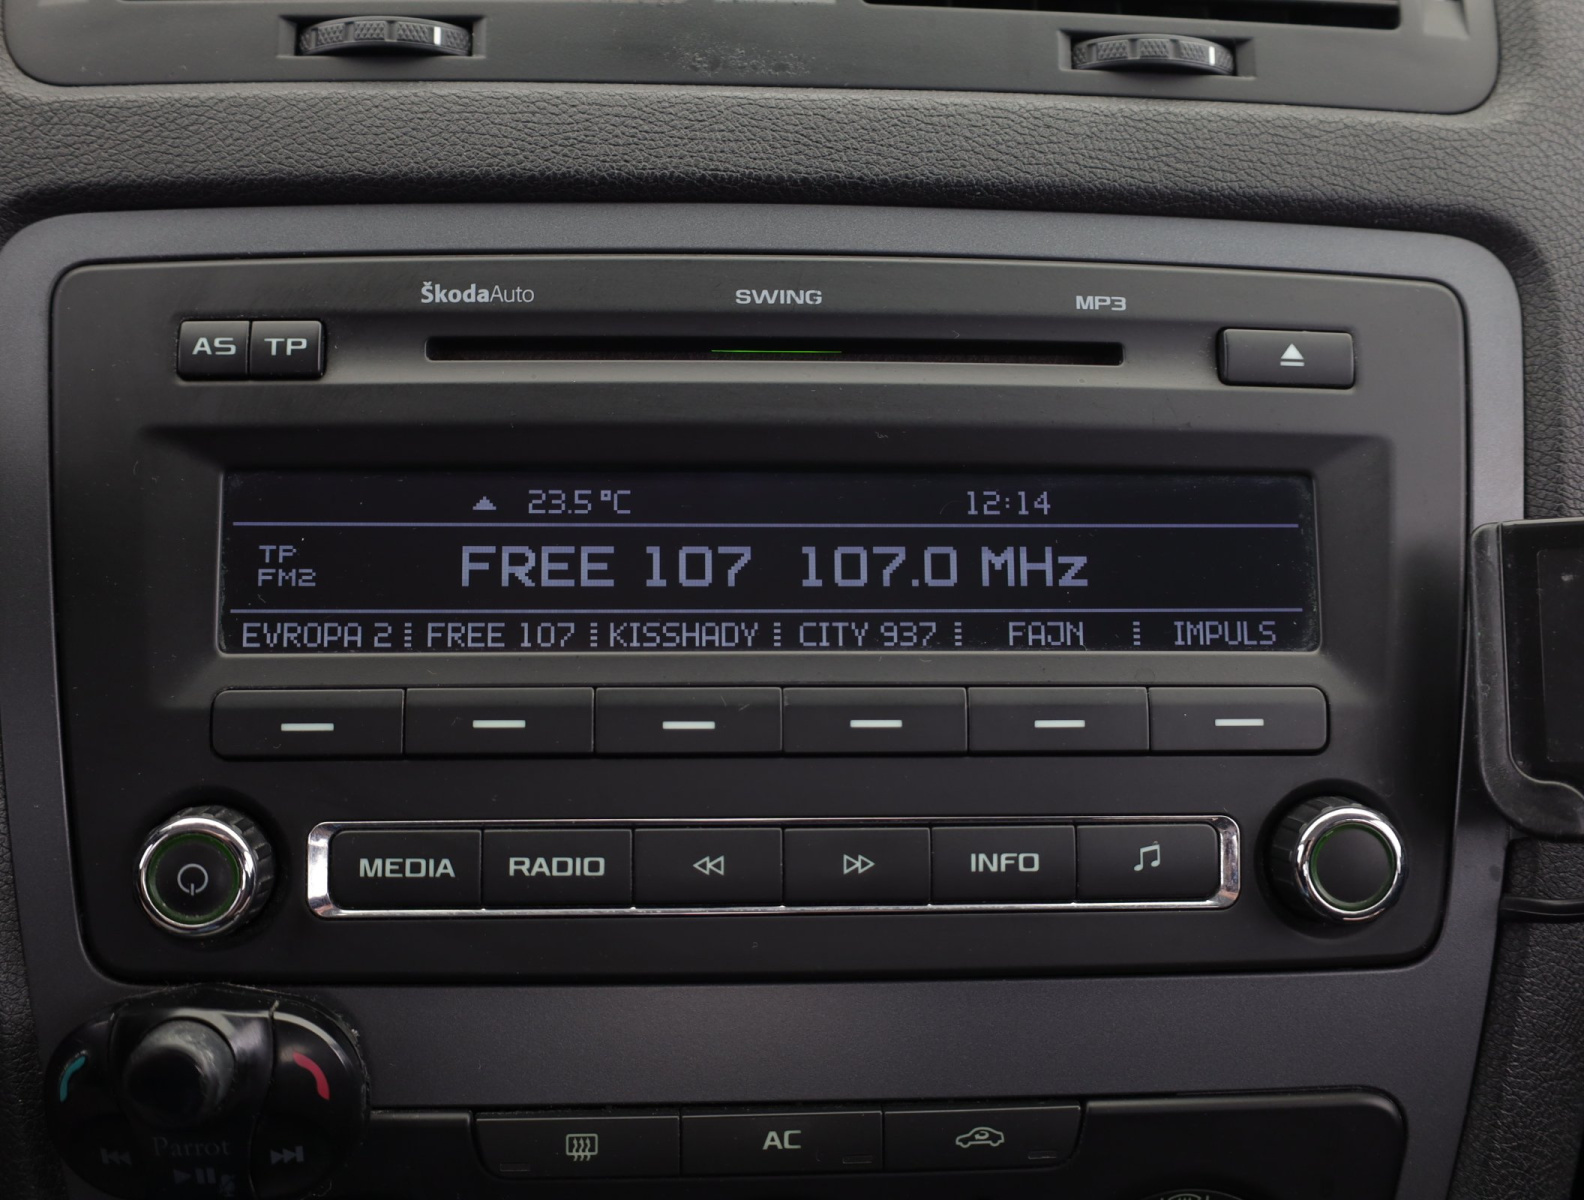 ŠkodaAuto SWING MP3
AS TP
23.5°C 12:14
TP
FM2
FREE 107 107.0 MHz
EVROPA 2 FREE 107 KISSHADY CITY 937 FAJN IMPULS
MEDIA RADIO INFO
Parrot
AC